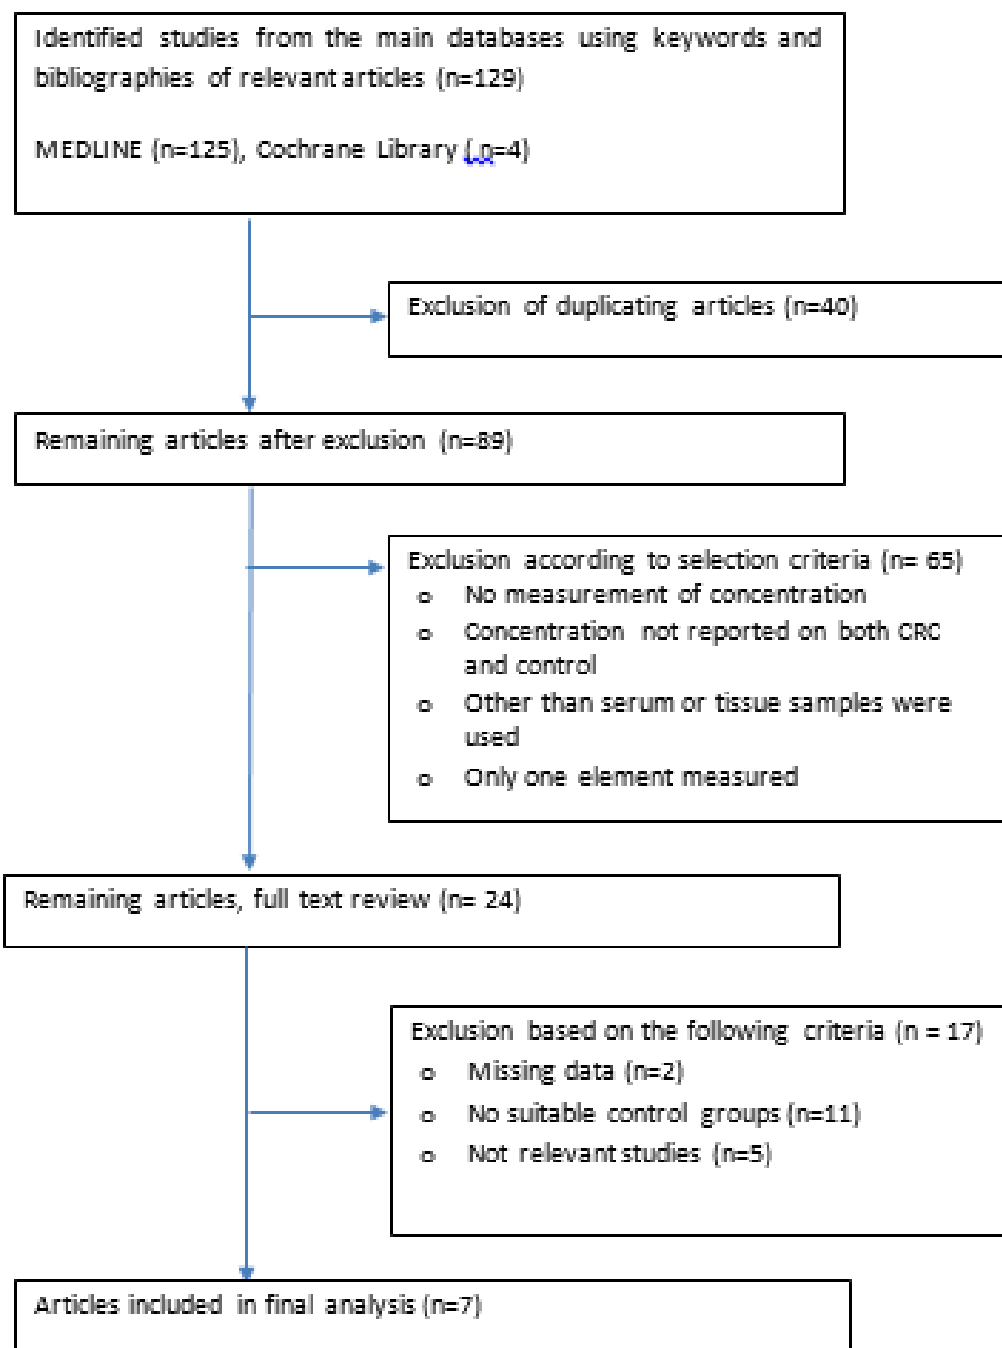 Identified studies from the main databases using keywords and
bibliographies of relevant articles (n=129)
MEDLINE (n=125), Cochrane Library ( n=4)
Exclusion of duplicating articles (n=40)
Remaining articles after exclusion (n=89)
Exclusion according to selection criteria (n= 65)
o No measurement of concentration
o Concentration not reported on both CRC
and control
o Other than serum or tissue samples were
used
o Only one element measured
Remaining articles, full text review (n= 24)
Exclusion based on the following criteria (n = 17)
o Missing data (n=2)
o No suitable control groups (n=11)
o Not relevant studies (n=5)
Articles included in final analysis (n=7)